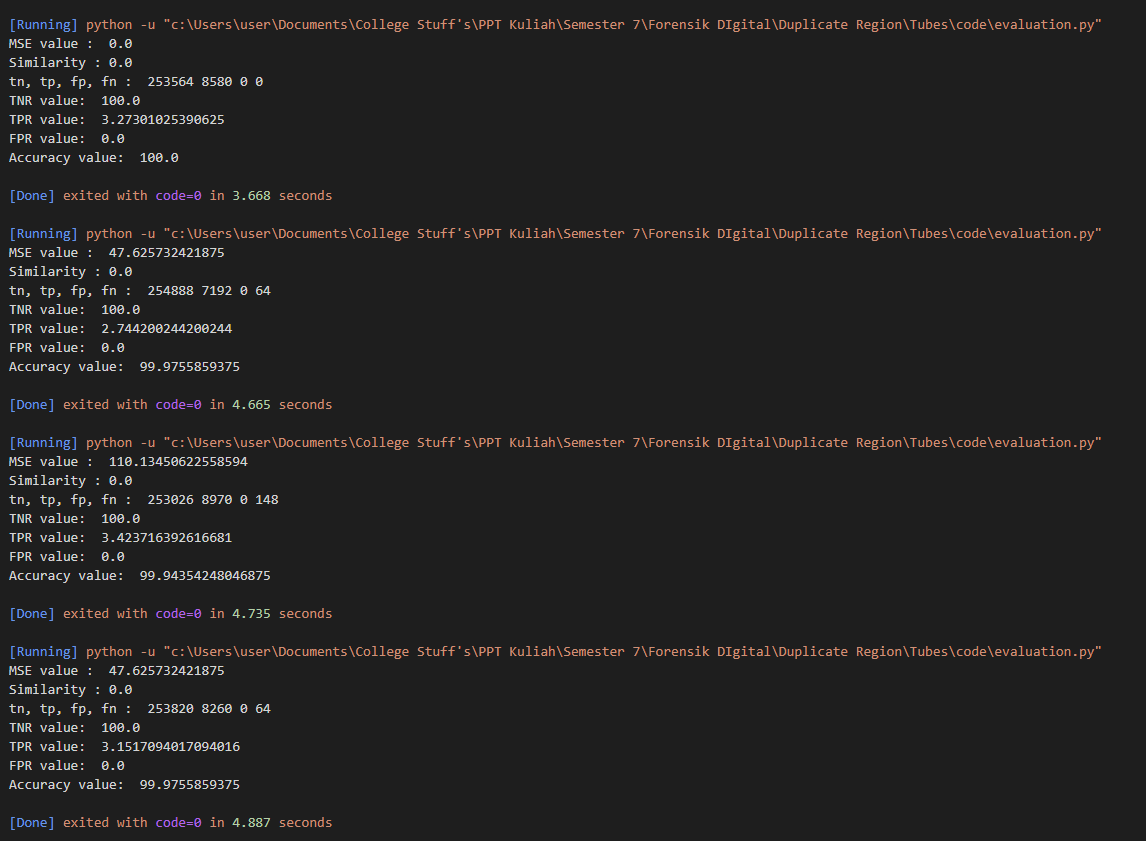 [Running] python -u "c:\Users\user\Documents\College Stuff's\PPT Kuliah\Semester 7\Forensik DIgital\Duplicate Region\Tubes\code\evaluation.py"
MSE value :  0.0
Similarity : 0.0
tn, tp, fp, fn :  253564 8580 0 0
TNR value:  100.0
TPR value:  3.27301025390625
FPR value:  0.0
Accuracy value:  100.0
[Done] exited with code=0 in 3.668 seconds
[Running] python -u "c:\Users\user\Documents\College Stuff's\PPT Kuliah\Semester 7\Forensik DIgital\Duplicate Region\Tubes\code\evaluation.py"
MSE value :  47.625732421875
Similarity : 0.0
tn, tp, fp, fn :  254888 7192 0 64
TNR value:  100.0
TPR value:  2.744200244200244
FPR value:  0.0
Accuracy value:  99.9755859375
[Done] exited with code=0 in 4.665 seconds
[Running] python -u "c:\Users\user\Documents\College Stuff's\PPT Kuliah\Semester 7\Forensik DIgital\Duplicate Region\Tubes\code\evaluation.py"
MSE value :  110.13450622558594
Similarity : 0.0
tn, tp, fp, fn :  253026 8970 0 148
TNR value:  100.0
TPR value:  3.423716392616681
FPR value:  0.0
Accuracy value:  99.94354248046875
[Done] exited with code=0 in 4.735 seconds
[Running] python -u "c:\Users\user\Documents\College Stuff's\PPT Kuliah\Semester 7\Forensik DIgital\Duplicate Region\Tubes\code\evaluation.py"
MSE value :  47.625732421875
Similarity : 0.0
tn, tp, fp, fn :  253820 8260 0 64
TNR value:  100.0
TPR value:  3.1517094017094016
FPR value:  0.0
Accuracy value:  99.9755859375
[Done] exited with code=0 in 4.887 seconds